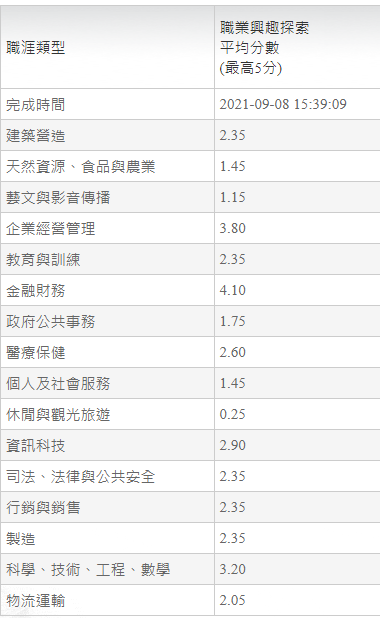 職涯類型
職業興趣探索
平均分數
(最高5分)
完成時間 2021-09-08 15:39:09
建築營造 2.35
天然資源、食品與農業 1.45
藝文與影音傳播 1.15
企業經營管理 3.80
教育與訓練 2.35
金融財務 4.10
政府公共事務 1.75
醫療保健 2.60
個人及社會服務 1.45
休閒與觀光旅遊 0.25
資訊科技 2.90
司法、法律與公共安全 2.35
行銷與銷售 2.35
製造 2.35
科學、技術、工程、數學 3.20
物流運輸 2.05